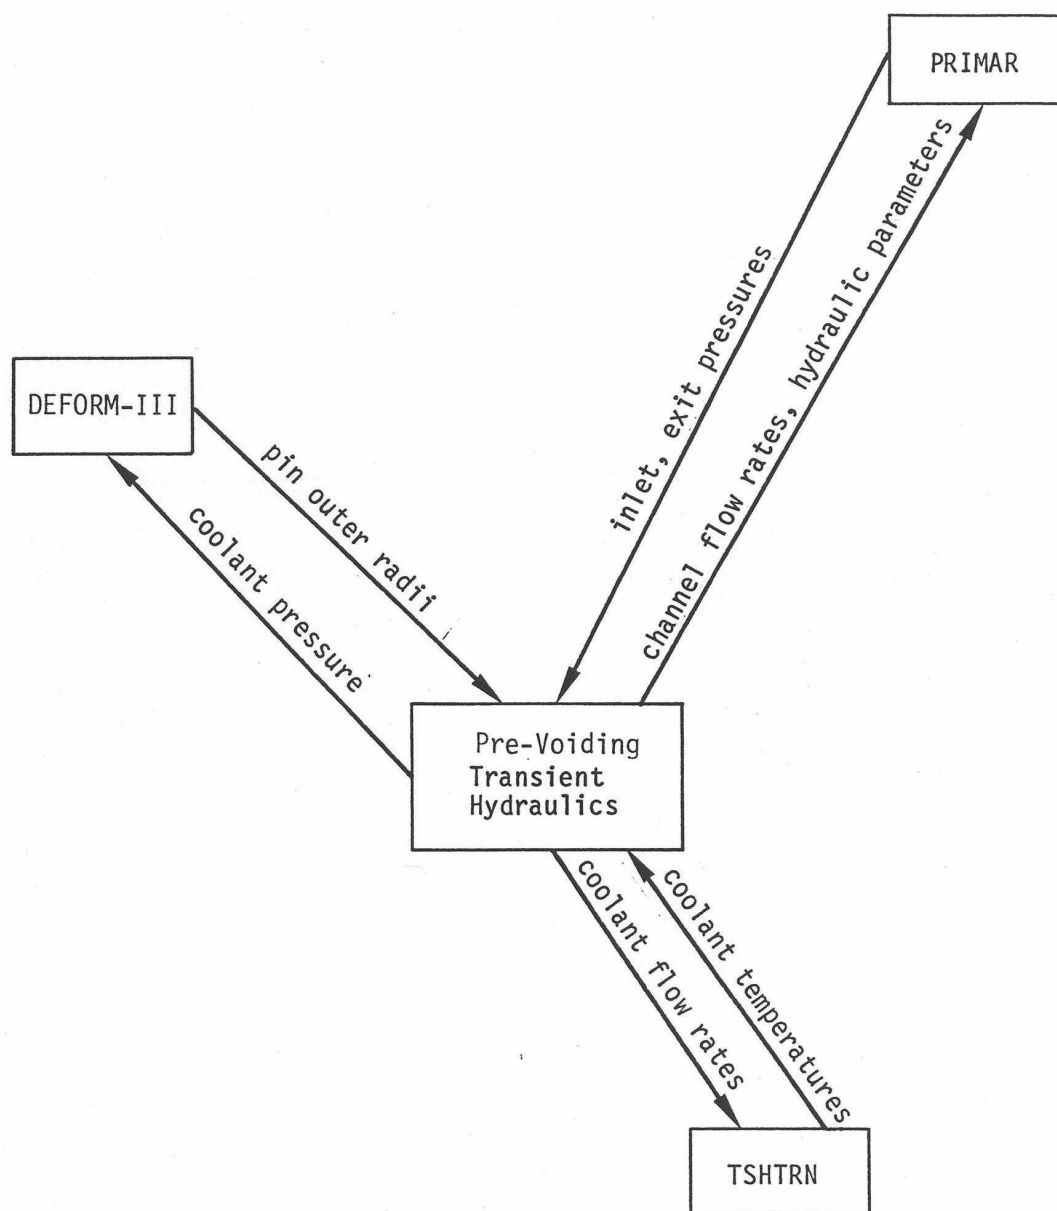 PRIMAR
inlet, exit pressures
channel flow rates, hydraulic parameters
DEFORM-III
pin outer radii
coolant pressure
Pre-Voiding
Transient
Hydraulics
coolant flow rates
coolant temperatures
TSHTRN